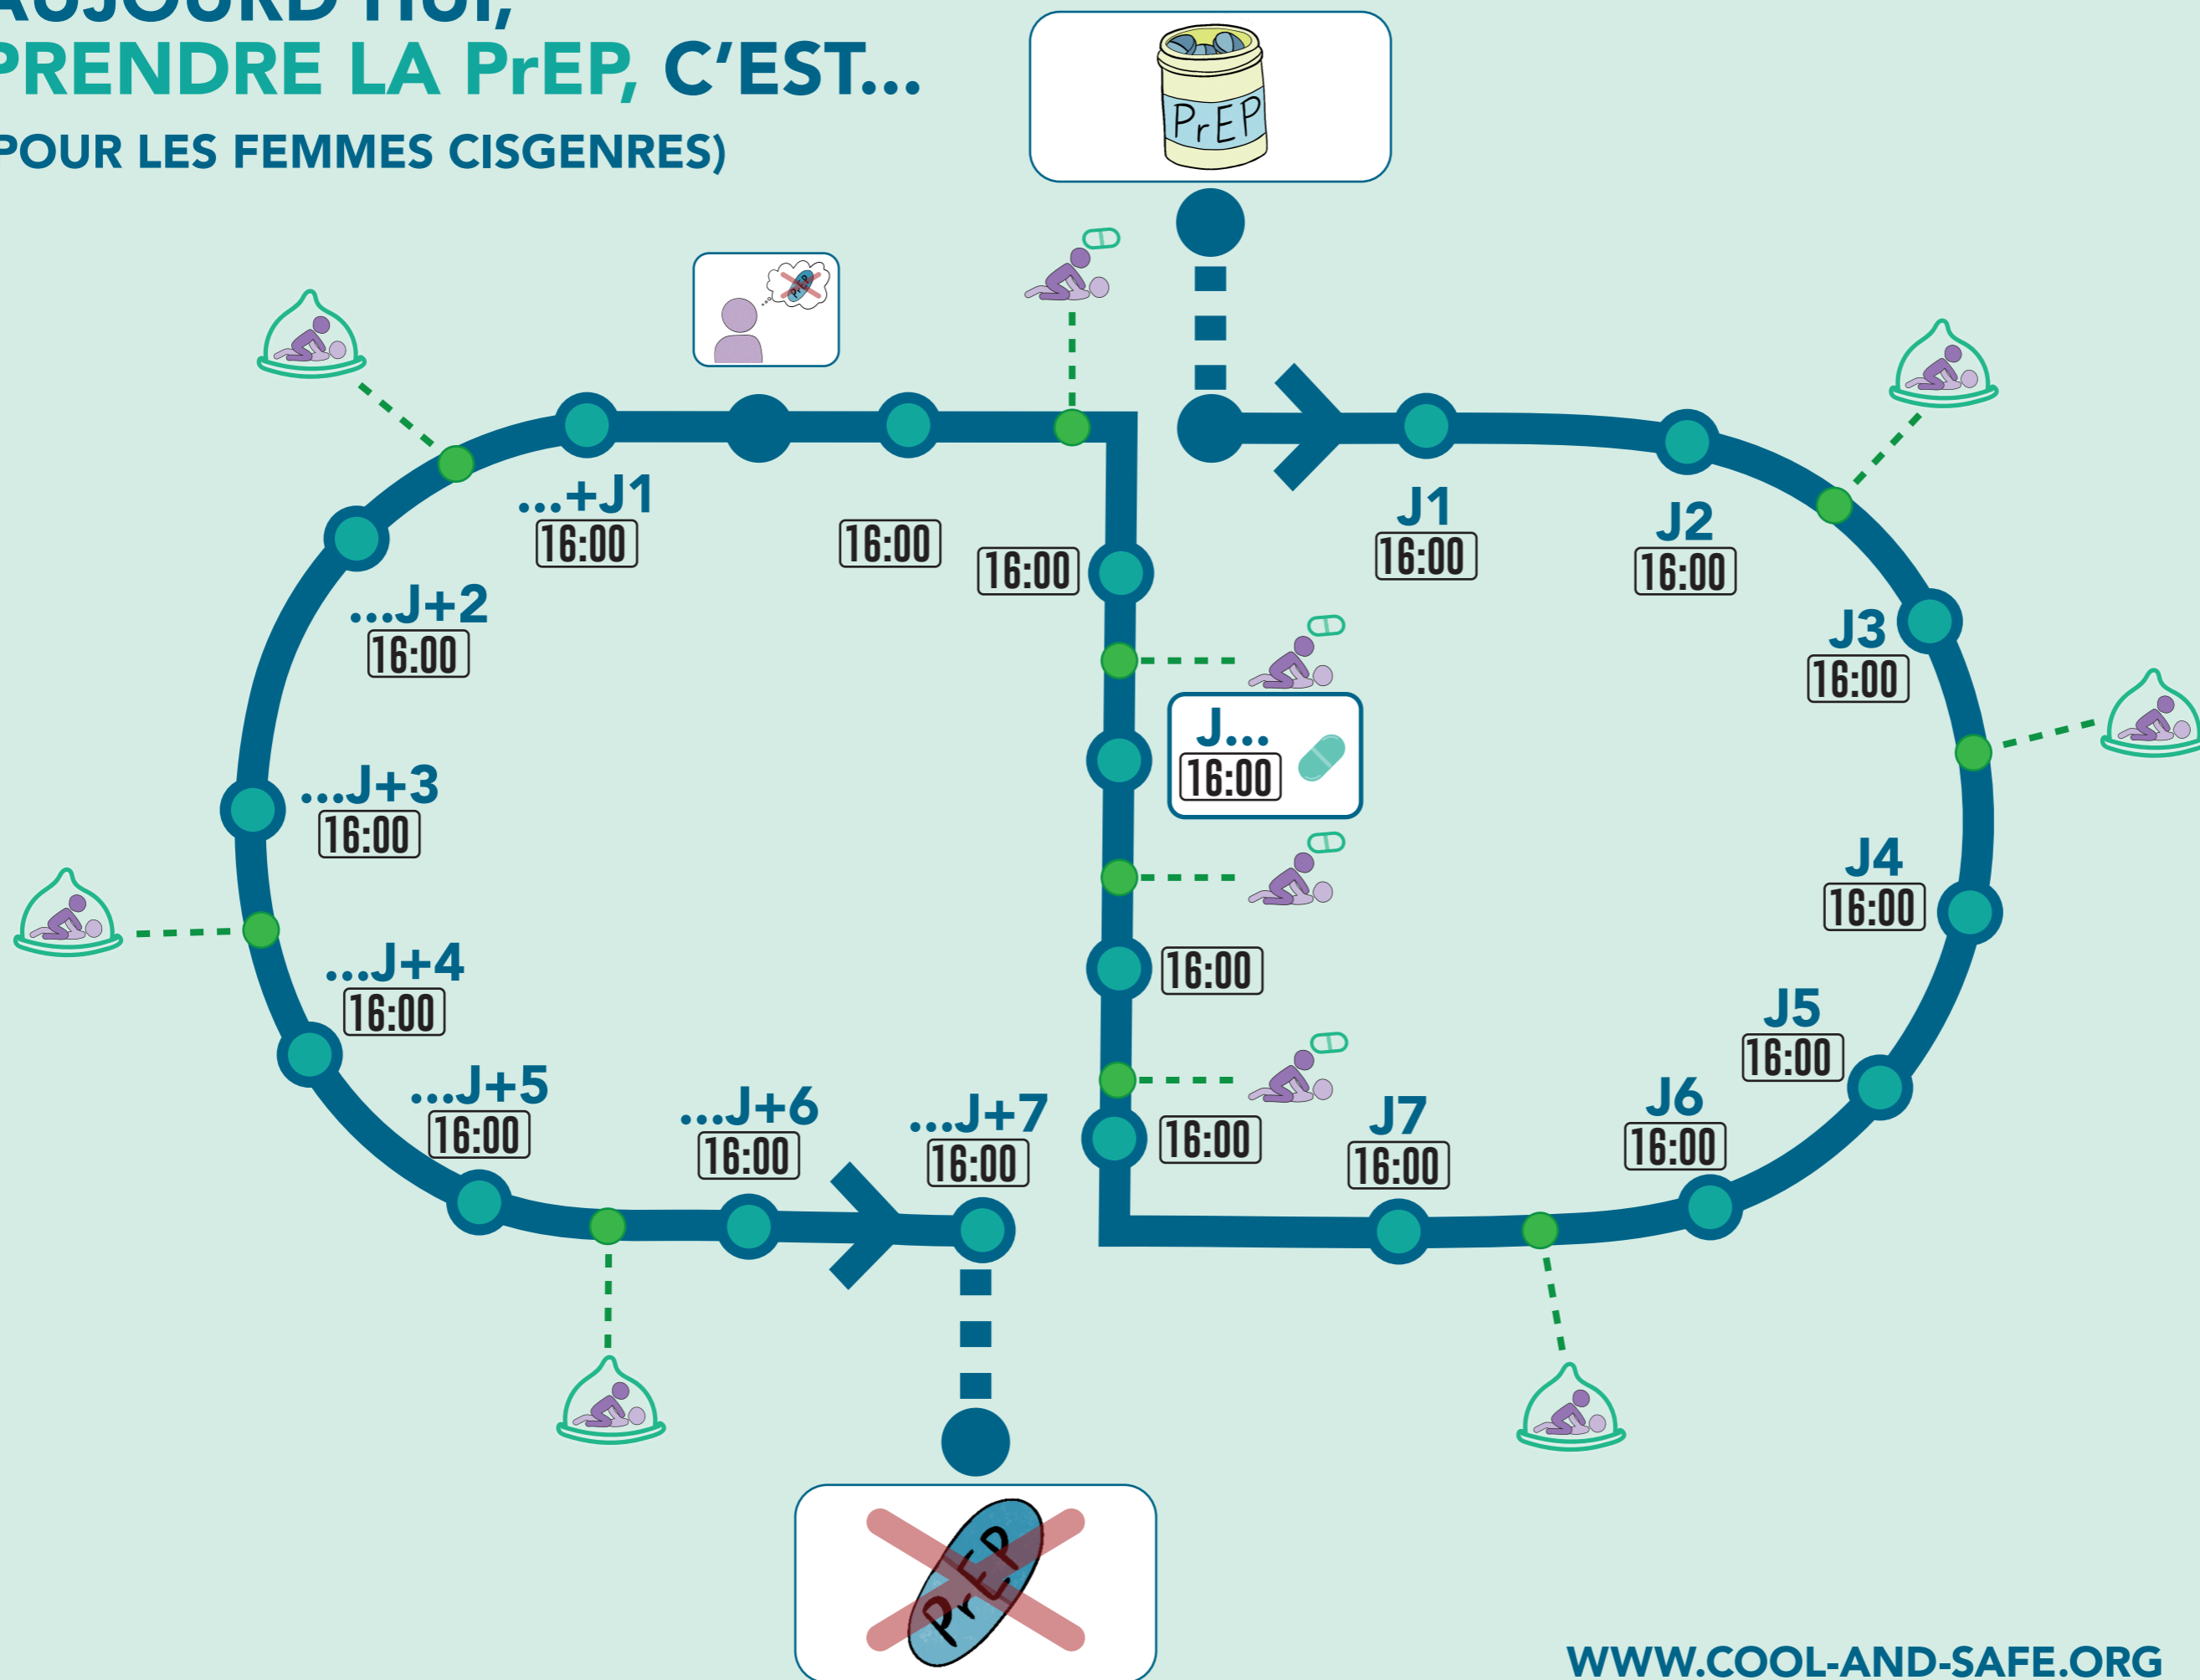 AUJOURD'HUI,
PRENDRE LA PrEP, C'EST...
POUR LES FEMMES CISGENRES)
PrEP
PrEP
...+J1
16:00
16:00
16:00
J1
16:00
J2
16:00
...J+2
16:00
J3
16:00
J...
16:00
...J+3
16:00
J4
16:00
...J+4
16:00
16:00
J5
16:00
...J+5
16:00
...J+6
16:00
...J+7
16:00
16:00
J7
16:00
J6
16:00
PrEP
WWW.COOL-AND-SAFE.ORG